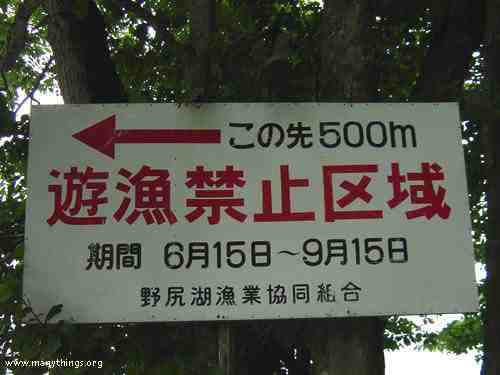 ← この先500m
遊漁禁止区域
期間 6月15日〜9月15日
野尻湖漁業協同組合
www.manythings.org